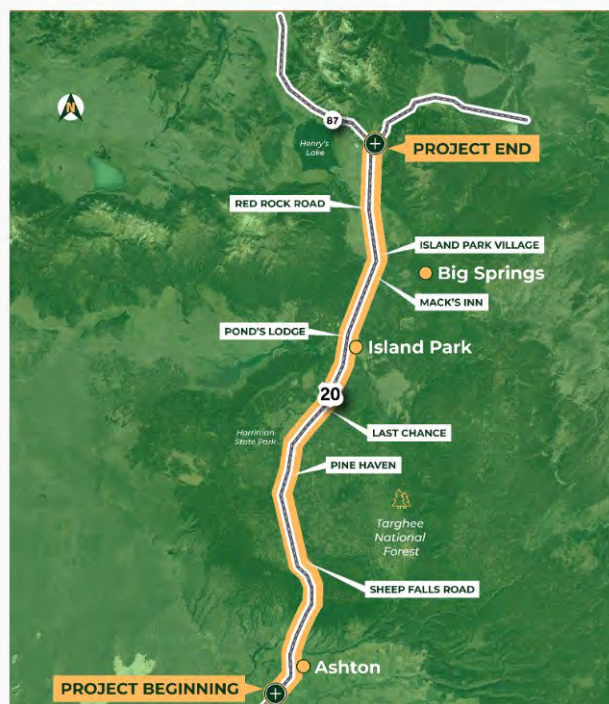 N
87
Henry's
Lake
PROJECT END
RED ROCK ROAD
ISLAND PARK VILLAGE
Big Springs
MACK'S INN
POND'S LODGE
Island Park
20
LAST CHANCE
Harriman
State Park
PINE HAVEN
Targhee
National
Forest
SHEEP FALLS ROAD
Ashton
PROJECT BEGINNING